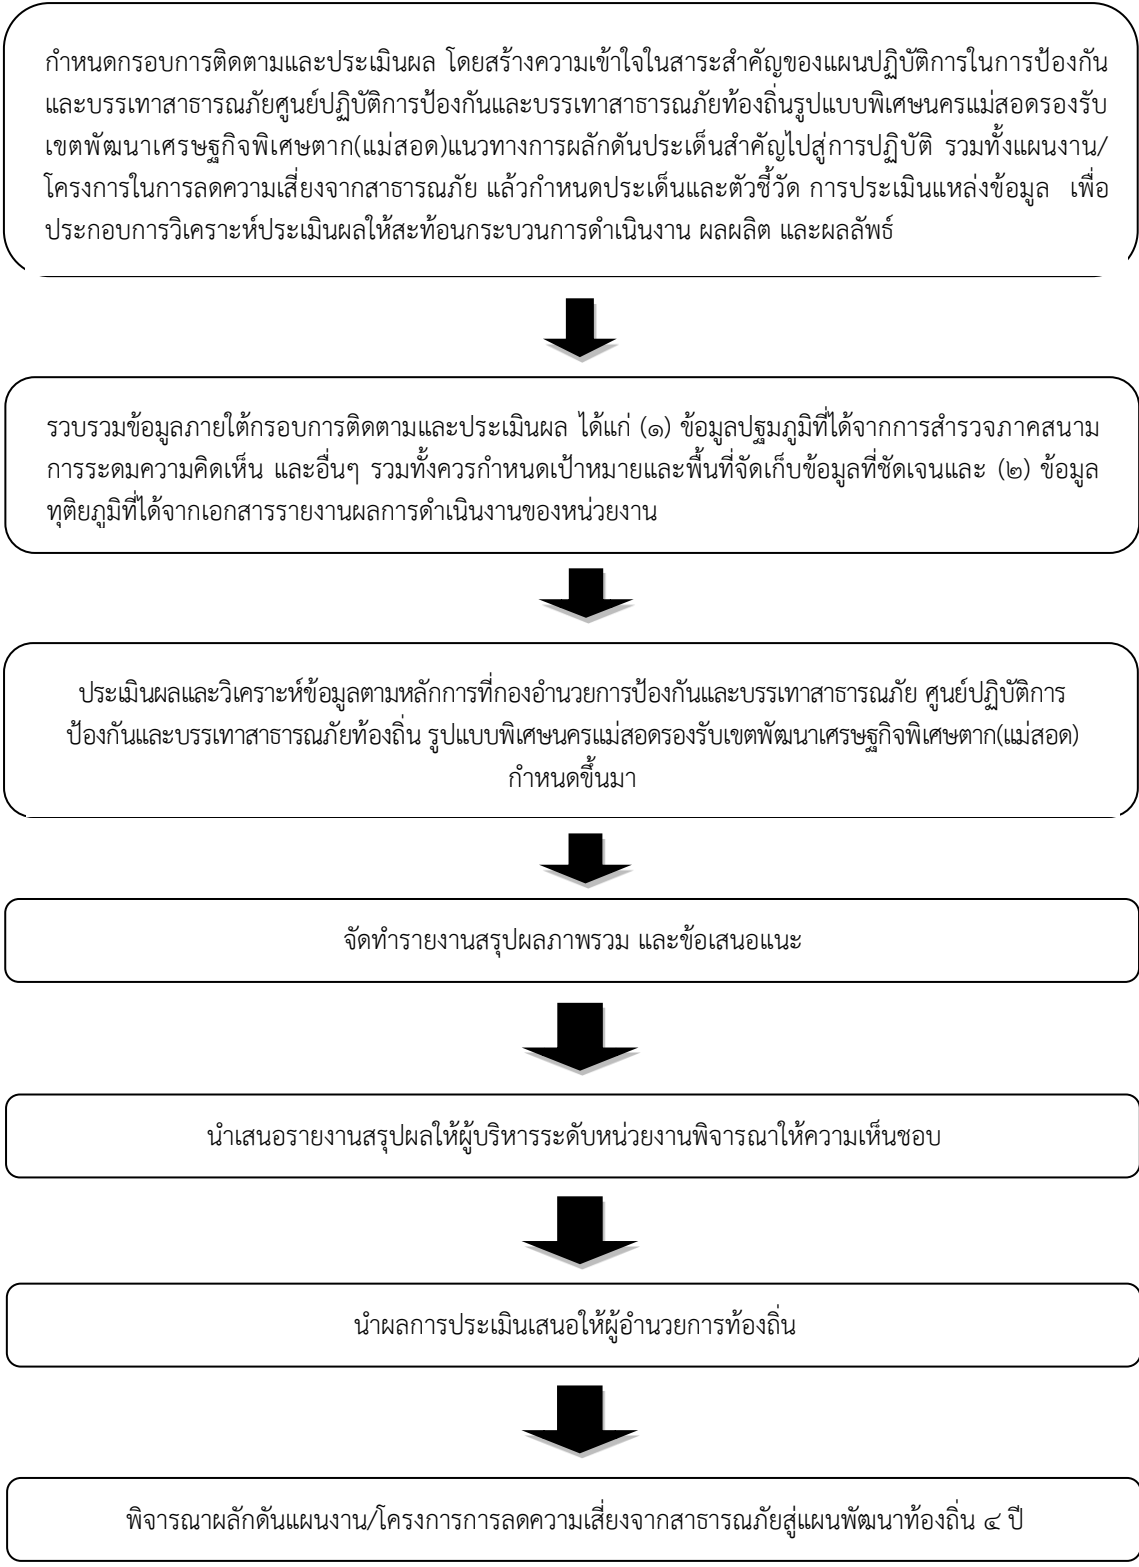 กำหนดกรอบการติดตามและประเมินผล โดยสร้างความเข้าใจในสาระสำคัญของแผนปฏิบัติการในการป้องกัน
และบรรเทาสาธารณภัยศูนย์ปฏิบัติการป้องกันและบรรเทาสาธารณภัยท้องถิ่นรูปแบบพิเศษนครแม่สอดรองรับ
เขตพัฒนาเศรษฐกิจพิเศษตาก(แม่สอด)แนวทางการผลักดันประเด็นสำคัญไปสู่การปฏิบัติ รวมทั้งแผนงาน/
โครงการในการลดความเสี่ยงจากสาธารณภัย แล้วกำหนดประเด็นและตัวชี้วัด การประเมินแหล่งข้อมูล เพื่อ
ประกอบการวิเคราะห์ประเมินผลให้สะท้อนกระบวนการดำเนินงาน ผลผลิต และผลลัพธ์
รวบรวมข้อมูลภายใต้กรอบการติดตามและประเมินผล ได้แก่ (๑) ข้อมูลปฐมภูมิที่ได้จากการสำรวจภาคสนาม
การระดมความคิดเห็น และอื่นๆ รวมทั้งควรกำหนดเป้าหมายและพื้นที่จัดเก็บข้อมูลที่ชัดเจนและ (๒) ข้อมูล
ทุติยภูมิที่ได้จากเอกสารรายงานผลการดำเนินงานของหน่วยงาน
ประเมินผลและวิเคราะห์ข้อมูลตามหลักการที่กองอำนวยการป้องกันและบรรเทาสาธารณภัย ศูนย์ปฏิบัติการ
ป้องกันและบรรเทาสาธารณภัยท้องถิ่น รูปแบบพิเศษนครแม่สอดรองรับเขตพัฒนาเศรษฐกิจพิเศษตาก(แม่สอด)
กำหนดขึ้นมา
จัดทำรายงานสรุปผลภาพรวม และข้อเสนอแนะ
นำเสนอรายงานสรุปผลให้ผู้บริหารระดับหน่วยงานพิจารณาให้ความเห็นชอบ
นำผลการประเมินเสนอให้ผู้อำนวยการท้องถิ่น
พิจารณาผลักดันแผนงาน/โครงการการลดความเสี่ยงจากสาธารณภัยสู่แผนพัฒนาท้องถิ่น ๔ ปี